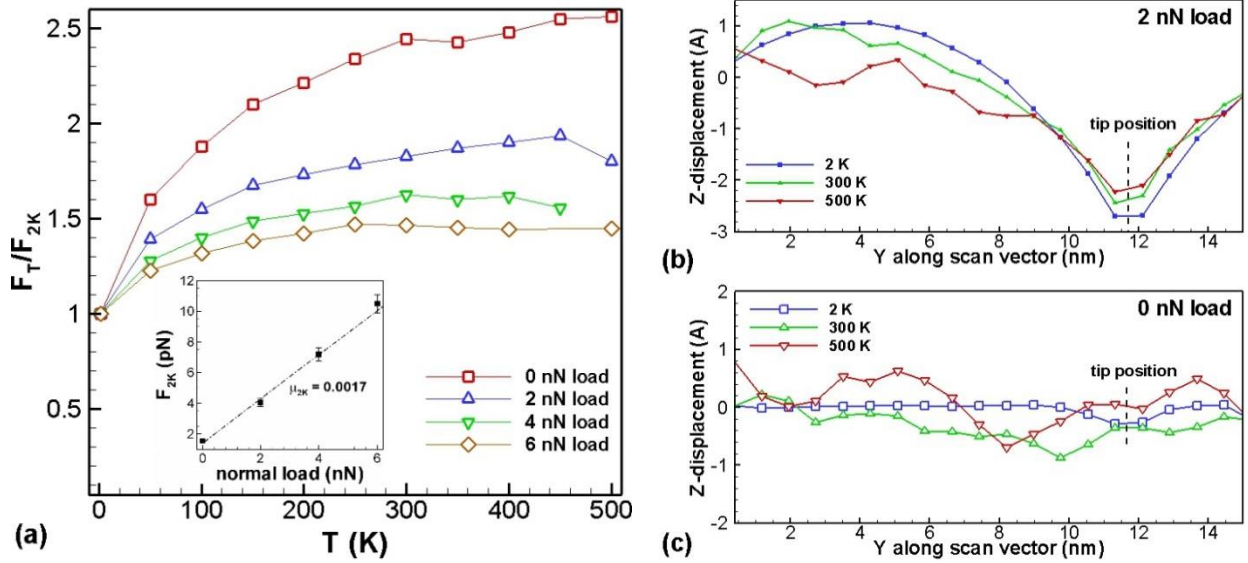 2.5
2
1.5
1
0.5
F_T/F_2K
0
100
200
300
400
500
T (K)
(a)
0 nN load
2 nN load
4 nN load
6 nN load
12
10
8
6
4
2
F_2K (pN)
μ_2K = 0.0017
0
2
4
6
normal load (nN)
2 nN load
1
0
-1
-2
-3
Z-displacement (A)
tip position
2 K
300 K
500 K
2
4
6
8
10
12
14
Y along scan vector (nm)
(b)
0 nN load
2
1
0
-1
-2
Z-displacement (A)
2 K
300 K
500 K
tip position
2
4
6
8
10
12
14
Y along scan vector (nm)
(c)